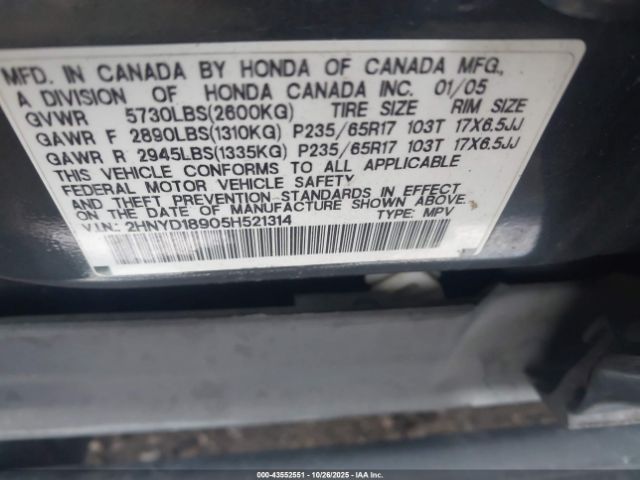 MFD. IN CANADA BY HONDA OF CANADA MFG.,
A DIVISION OF HONDA CANADA INC. 01/05
GVWR 5730LBS(2600KG) TIRE SIZE RIM SIZE
GAWR F 2890LBS(1310KG) P235/65R17 103T 17X6.5JJ
GAWR R 2945LBS(1335KG) P235/65R17 103T 17X6.5JJ
THIS VEHICLE CONFORMS TO ALL APPLICABLE
FEDERAL MOTOR VEHICLE SAFETY
AND THEFT PREVENTION STANDARDS IN EFFECT
ON THE DATE OF MANUFACTURE SHOWN ABOVE.
V.I.N.: 2HNYD18905H521314 TYPE: MPV
000-43552551 - 10/26/2025 - © IAA, Inc.